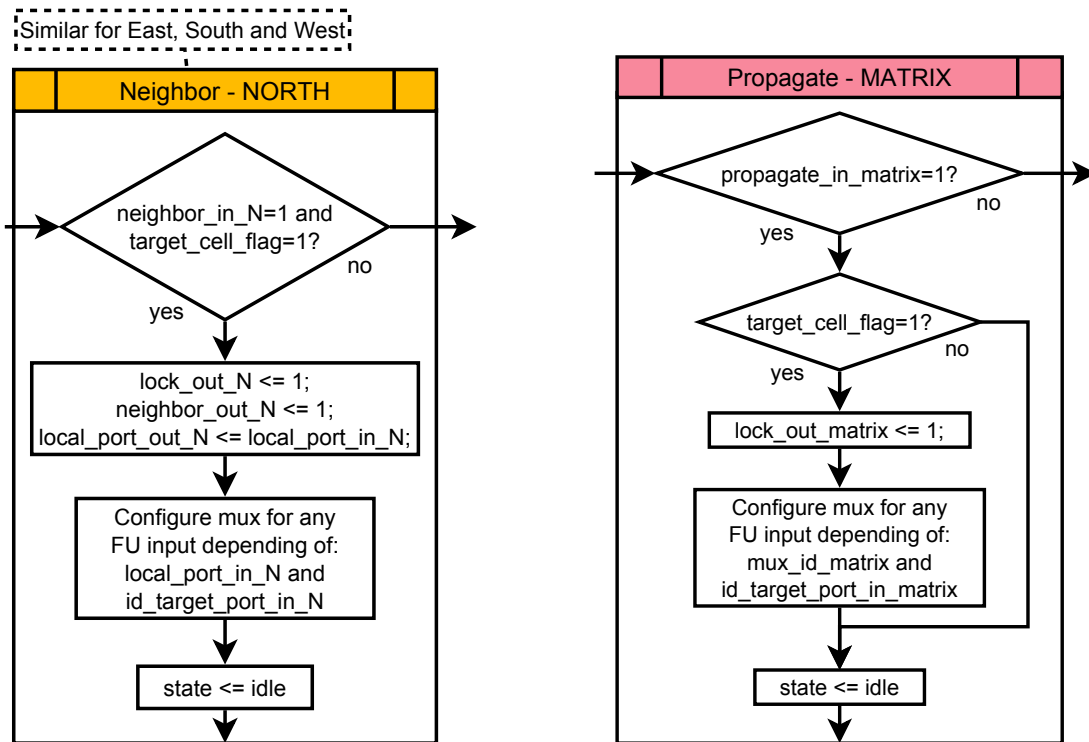 Similar for East, South and West
Neighbor - NORTH
neighbor_in_N=1 and
target_cell_flag=1?
no
yes
lock_out_N <= 1;
neighbor_out_N <= 1;
local_port_out_N <= local_port_in_N;
Configure mux for any
FU input depending of:
local_port_in_N and
id_target_port_in_N
state <= idle
Propagate - MATRIX
propagate_in_matrix=1?
no
yes
target_cell_flag=1?
no
yes
lock_out_matrix <= 1;
Configure mux for any
FU input depending of:
mux_id_matrix and
id_target_port_in_matrix
state <= idle